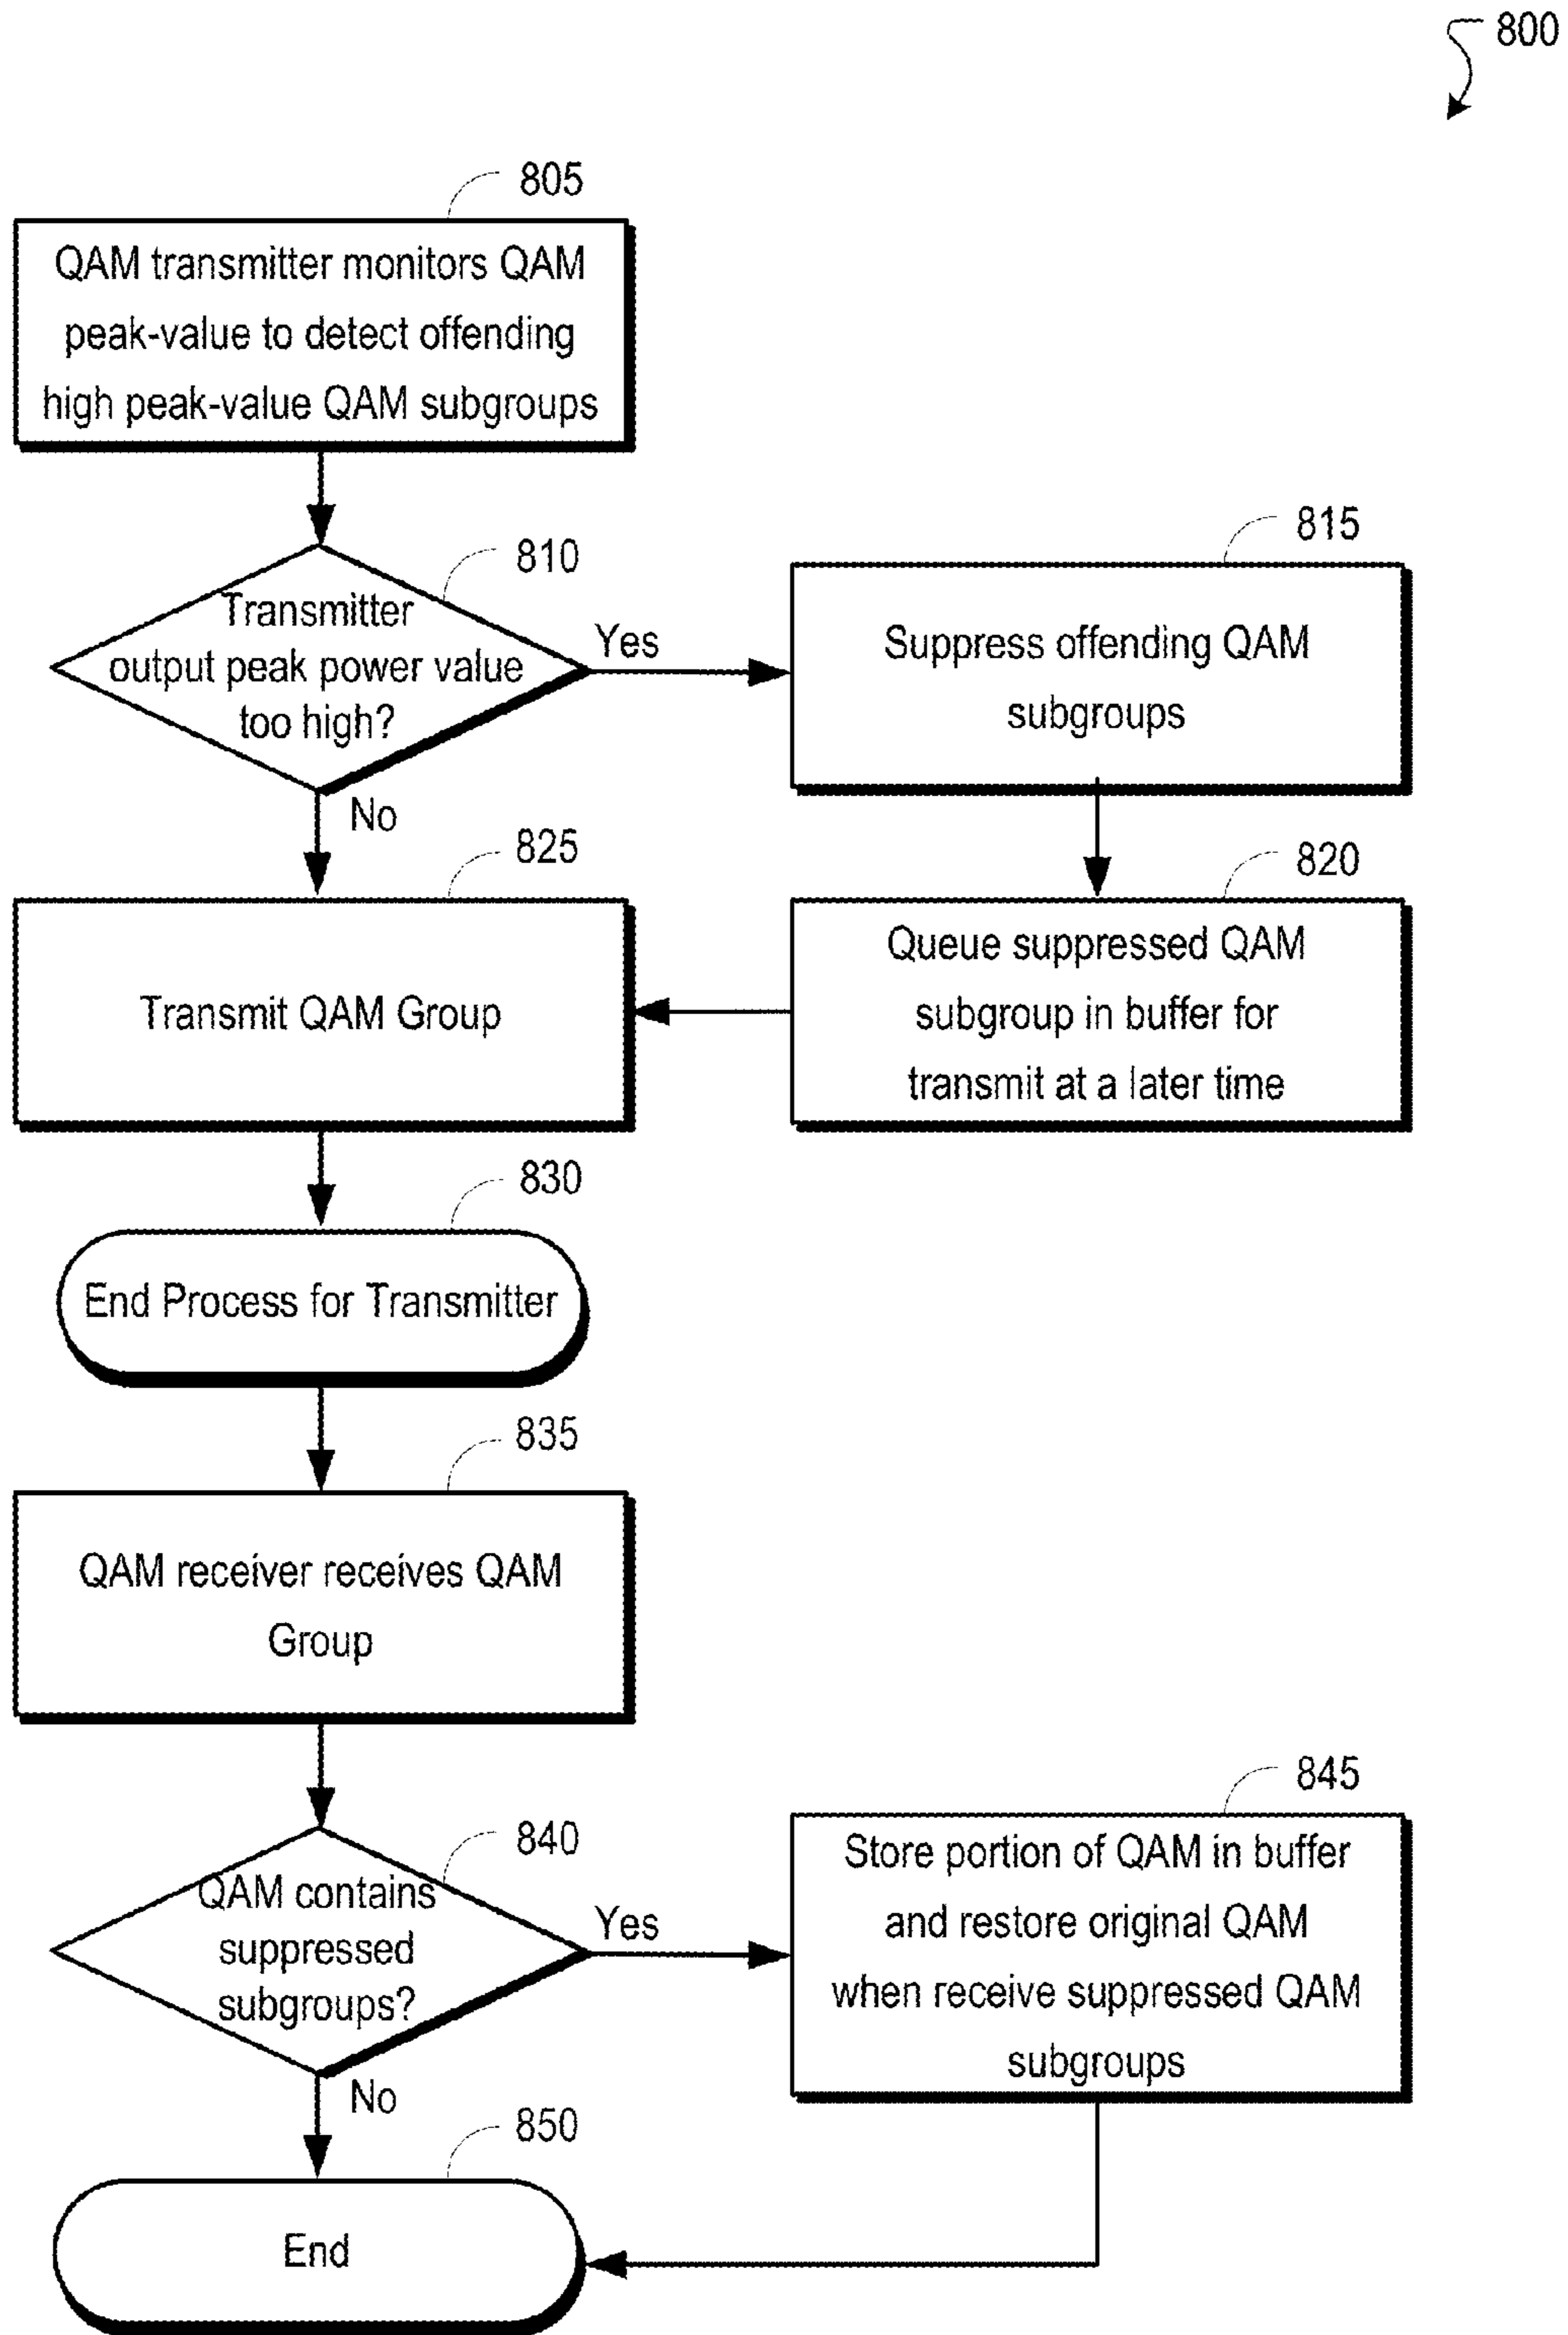 800
805
QAM transmitter monitors QAM
peak-value to detect offending
high peak-value QAM subgroups
810
Transmitter
output peak power value
too high?
Yes
No
815
Suppress offending QAM
subgroups
820
Queue suppressed QAM
subgroup in buffer for
transmit at a later time
825
Transmit QAM Group
830
End Process for Transmitter
835
QAM receiver receives QAM
Group
840
QAM contains
suppressed
subgroups?
Yes
No
845
Store portion of QAM in buffer
and restore original QAM
when receive suppressed QAM
subgroups
850
End